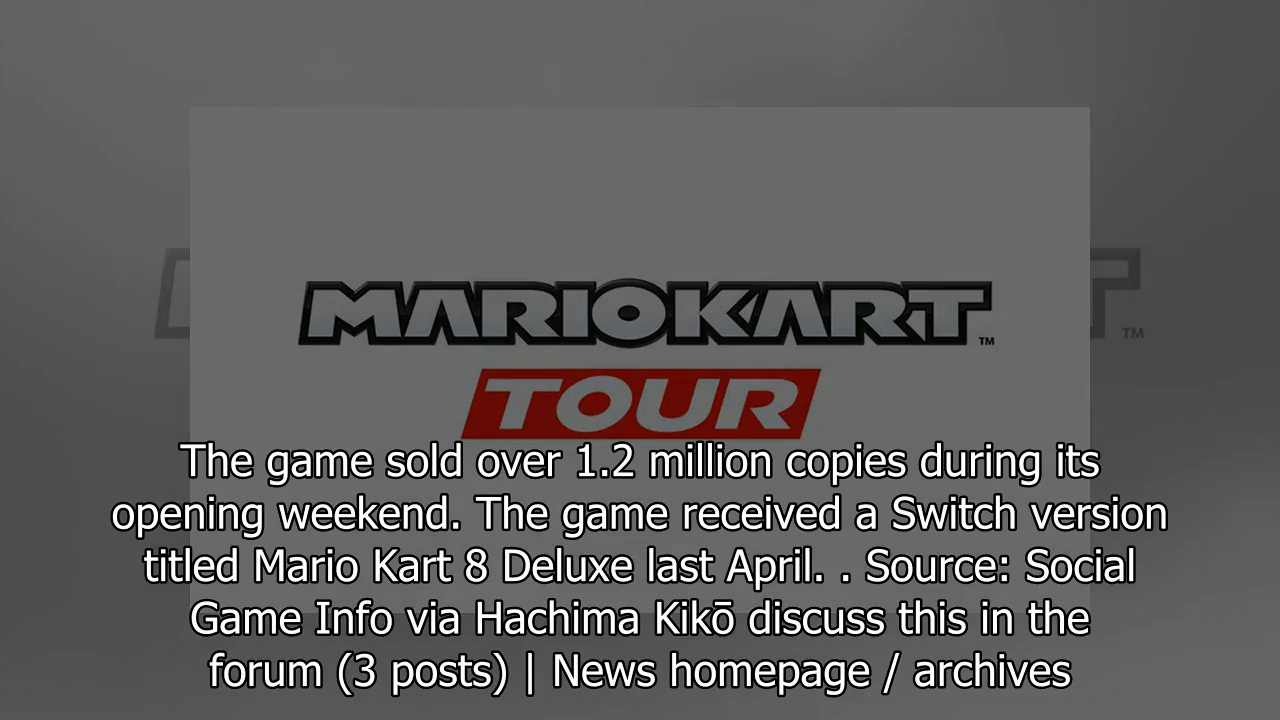 MARIOKART
TM
TM
TOUR
The game sold over 1.2 million copies during its
opening weekend. The game received a Switch version
titled Mario Kart 8 Deluxe last April. . Source: Social
Game Info via Hachima Kikō discuss this in the
forum (3 posts) | News homepage / archives